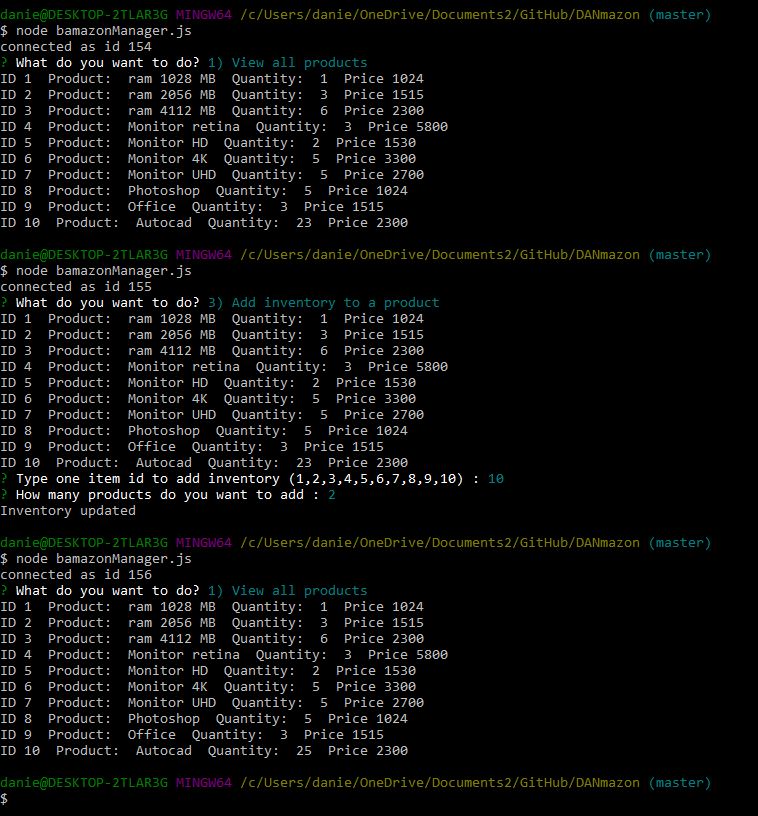 danie@DESKTOP-2TLAR3G MINGW64 /c/Users/danie/OneDrive/Documents2/GitHub/DANmazon (master)
$ node bamazonManager.js
connected as id 154
? What do you want to do? 1) View all products
ID 1  Product:  ram 1028 MB  Quantity:  1  Price 1024
ID 2  Product:  ram 2056 MB  Quantity:  3  Price 1515
ID 3  Product:  ram 4112 MB  Quantity:  6  Price 2300
ID 4  Product:  Monitor retina  Quantity:  3  Price 5800
ID 5  Product:  Monitor HD  Quantity:  2  Price 1530
ID 6  Product:  Monitor 4K  Quantity:  5  Price 3300
ID 7  Product:  Monitor UHD  Quantity:  5  Price 2700
ID 8  Product:  Photoshop  Quantity:  5  Price 1024
ID 9  Product:  Office  Quantity:  3  Price 1515
ID 10  Product:  Autocad  Quantity:  23  Price 2300
danie@DESKTOP-2TLAR3G MINGW64 /c/Users/danie/OneDrive/Documents2/GitHub/DANmazon (master)
$ node bamazonManager.js
connected as id 155
? What do you want to do? 3) Add inventory to a product
ID 1  Product:  ram 1028 MB  Quantity:  1  Price 1024
ID 2  Product:  ram 2056 MB  Quantity:  3  Price 1515
ID 3  Product:  ram 4112 MB  Quantity:  6  Price 2300
ID 4  Product:  Monitor retina  Quantity:  3  Price 5800
ID 5  Product:  Monitor HD  Quantity:  2  Price 1530
ID 6  Product:  Monitor 4K  Quantity:  5  Price 3300
ID 7  Product:  Monitor UHD  Quantity:  5  Price 2700
ID 8  Product:  Photoshop  Quantity:  5  Price 1024
ID 9  Product:  Office  Quantity:  3  Price 1515
ID 10  Product:  Autocad  Quantity:  23  Price 2300
? Type one item id to add inventory (1,2,3,4,5,6,7,8,9,10) : 10
? How many products do you want to add : 2
Inventory updated
danie@DESKTOP-2TLAR3G MINGW64 /c/Users/danie/OneDrive/Documents2/GitHub/DANmazon (master)
$ node bamazonManager.js
connected as id 156
? What do you want to do? 1) View all products
ID 1  Product:  ram 1028 MB  Quantity:  1  Price 1024
ID 2  Product:  ram 2056 MB  Quantity:  3  Price 1515
ID 3  Product:  ram 4112 MB  Quantity:  6  Price 2300
ID 4  Product:  Monitor retina  Quantity:  3  Price 5800
ID 5  Product:  Monitor HD  Quantity:  2  Price 1530
ID 6  Product:  Monitor 4K  Quantity:  5  Price 3300
ID 7  Product:  Monitor UHD  Quantity:  5  Price 2700
ID 8  Product:  Photoshop  Quantity:  5  Price 1024
ID 9  Product:  Office  Quantity:  3  Price 1515
ID 10  Product:  Autocad  Quantity:  25  Price 2300
danie@DESKTOP-2TLAR3G MINGW64 /c/Users/danie/OneDrive/Documents2/GitHub/DANmazon (master)
$